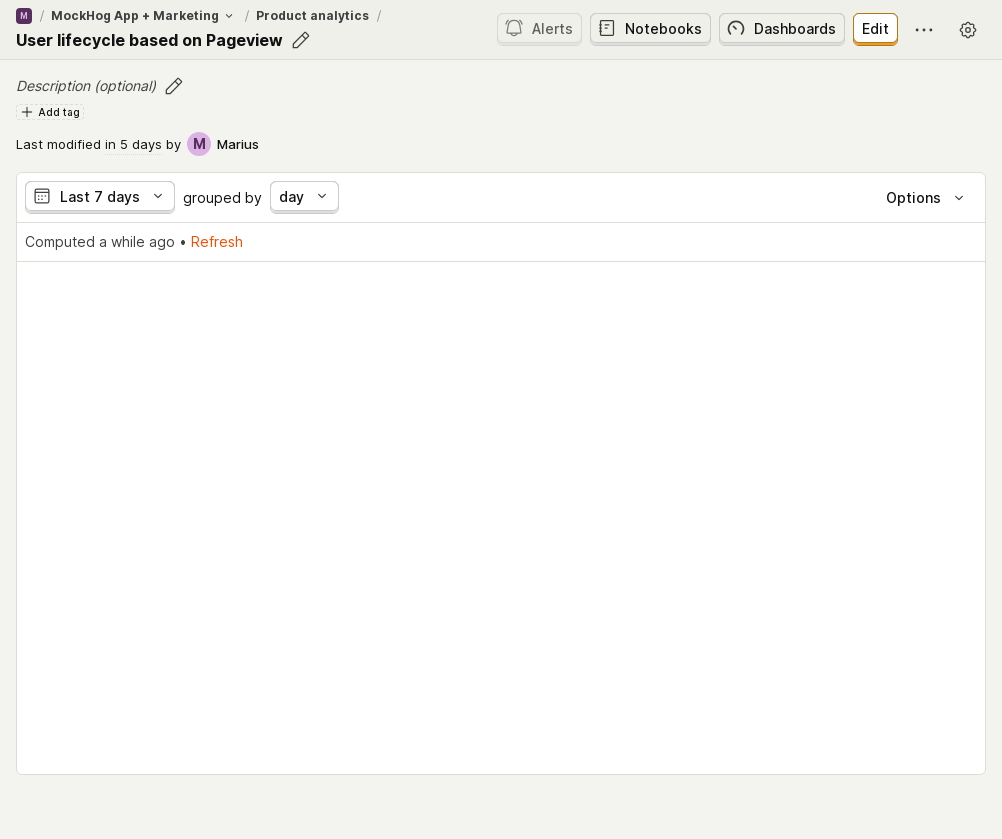 M / MockHog App + Marketing / Product analytics /
User lifecycle based on Pageview
Alerts Notebooks Dashboards Edit
Description (optional)
Add tag
Last modified in 5 days by M Marius
Last 7 days grouped by day Options
Computed a while ago • Refresh